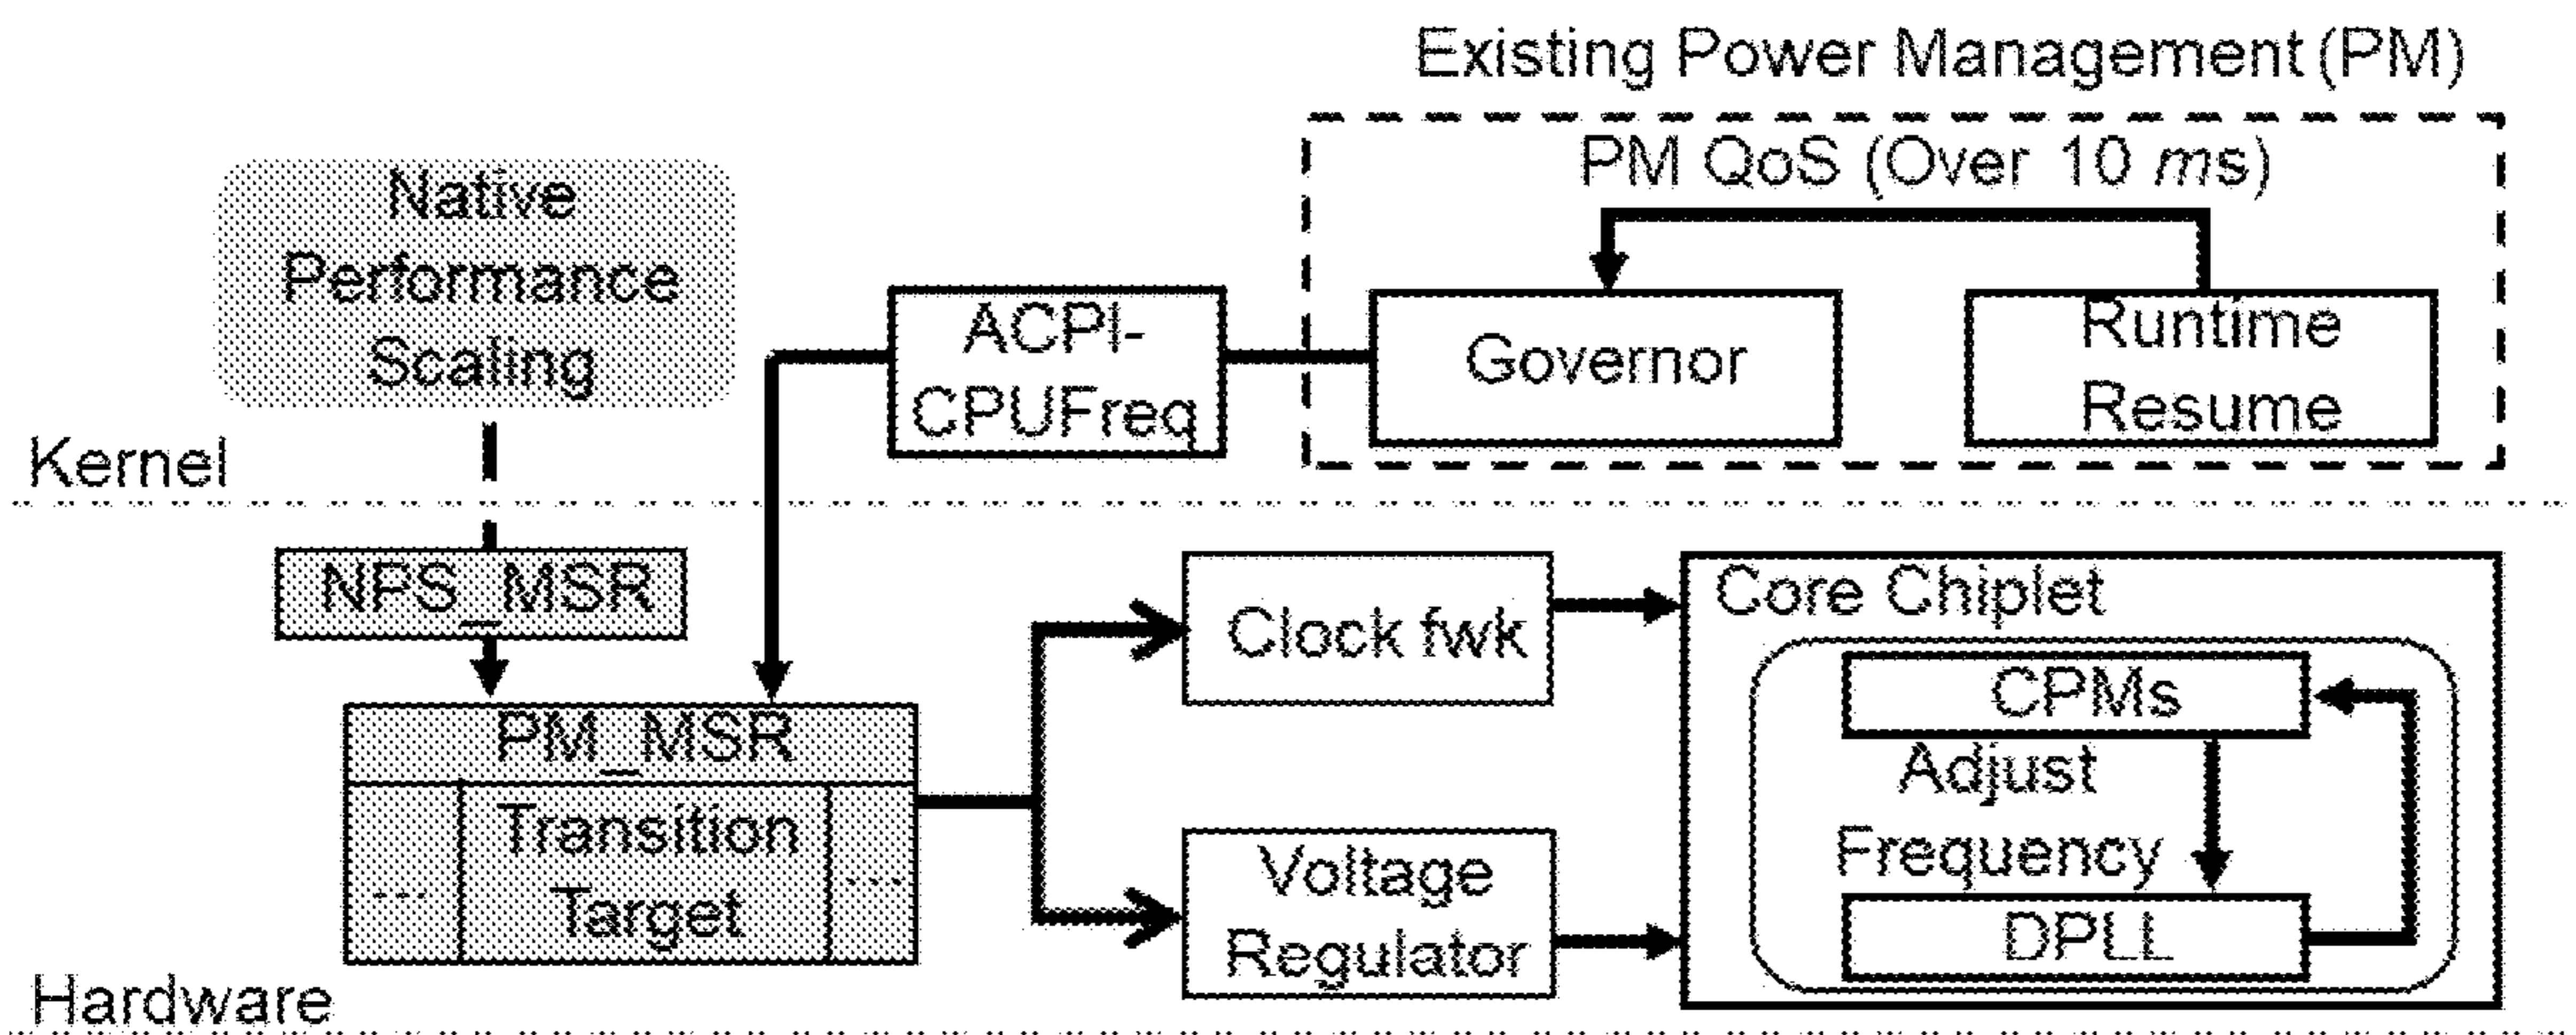 Existing Power Management (PM)
PM QoS (Over 10 ms)
Native
Performance
Scaling
ACPI-
CPUFreq
Governor
Runtime
Resume
Kernel
NPS_MSR
PM_MSR
...
Transition
Target
...
Clock fwk
Voltage
Regulator
Core Chiplet
CPMs
Adjust
Frequency
DPLL
Hardware